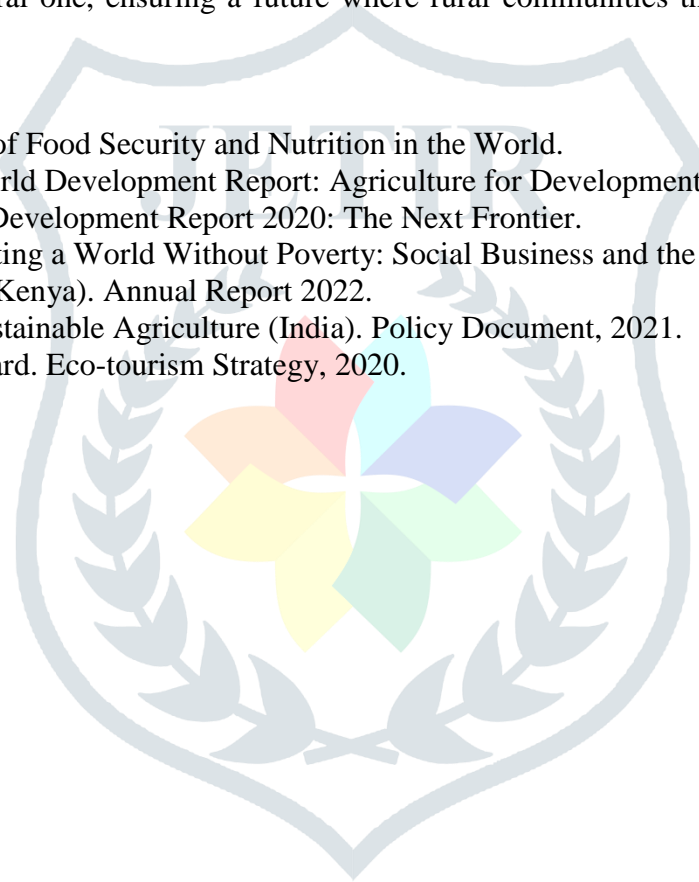 ral one, ensuring a future where rural communities th
JETIR
of Food Security and Nutrition in the World.
rld Development Report: Agriculture for Development
Development Report 2020: The Next Frontier.
ting a World Without Poverty: Social Business and the
Kenya). Annual Report 2022.
stainable Agriculture (India). Policy Document, 2021.
ard. Eco-tourism Strategy, 2020.